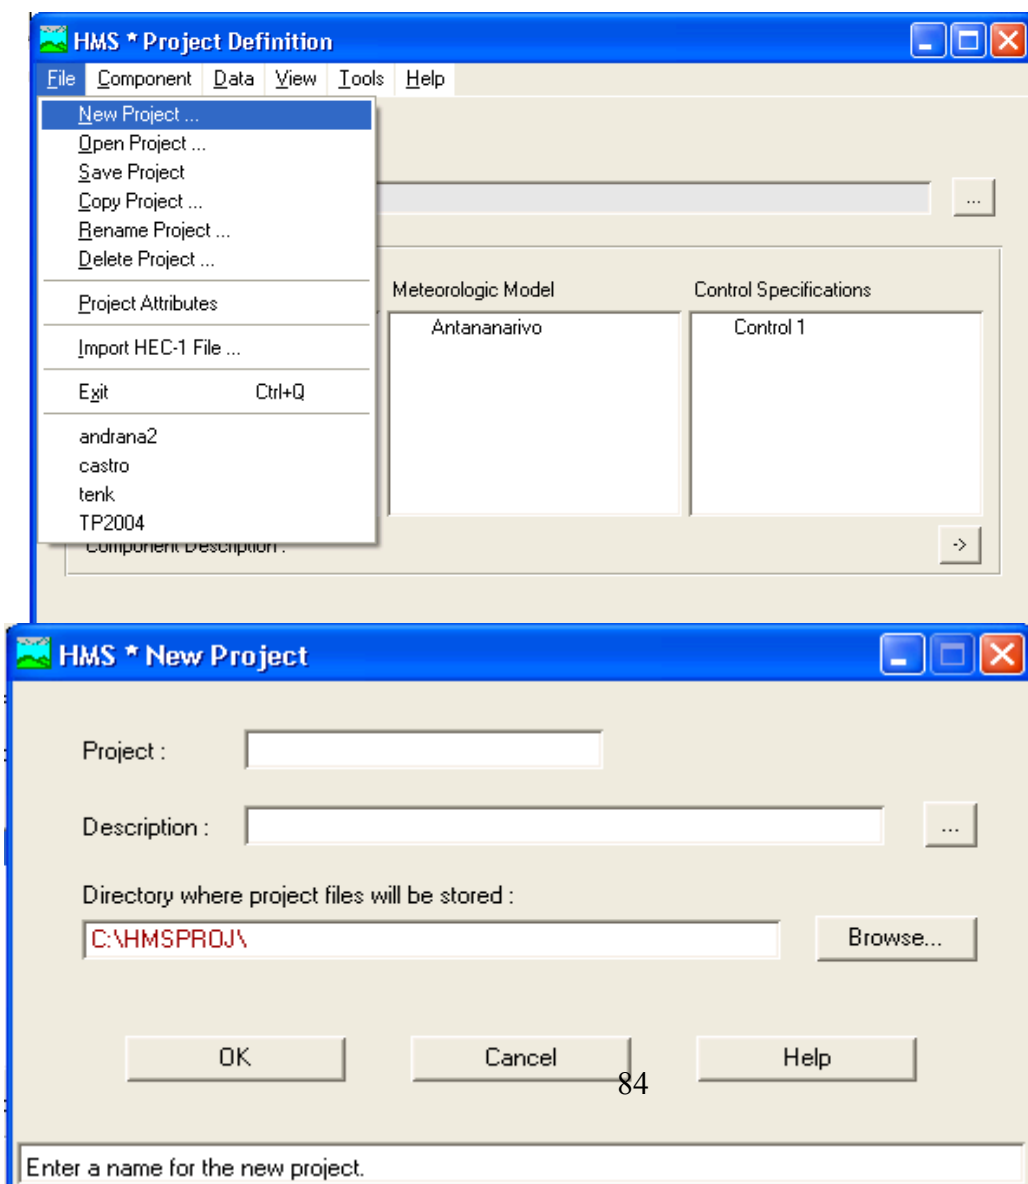 HMS * Project Definition
File Component Data View Tools Help
New Project ...
Open Project ...
Save Project
Copy Project ...
Rename Project ...
Delete Project ...
Project Attributes
Import HEC-1 File ...
Exit Ctrl+Q
andrana2
castro
tenk
TP2004
...
Meteorologic Model Control Specifications
Antananarivo Control 1
Component Description :
->
HMS * New Project
Project :
Description : ...
Directory where project files will be stored :
C:\HMSPROJ\ Browse...
OK Cancel Help
84
Enter a name for the new project.